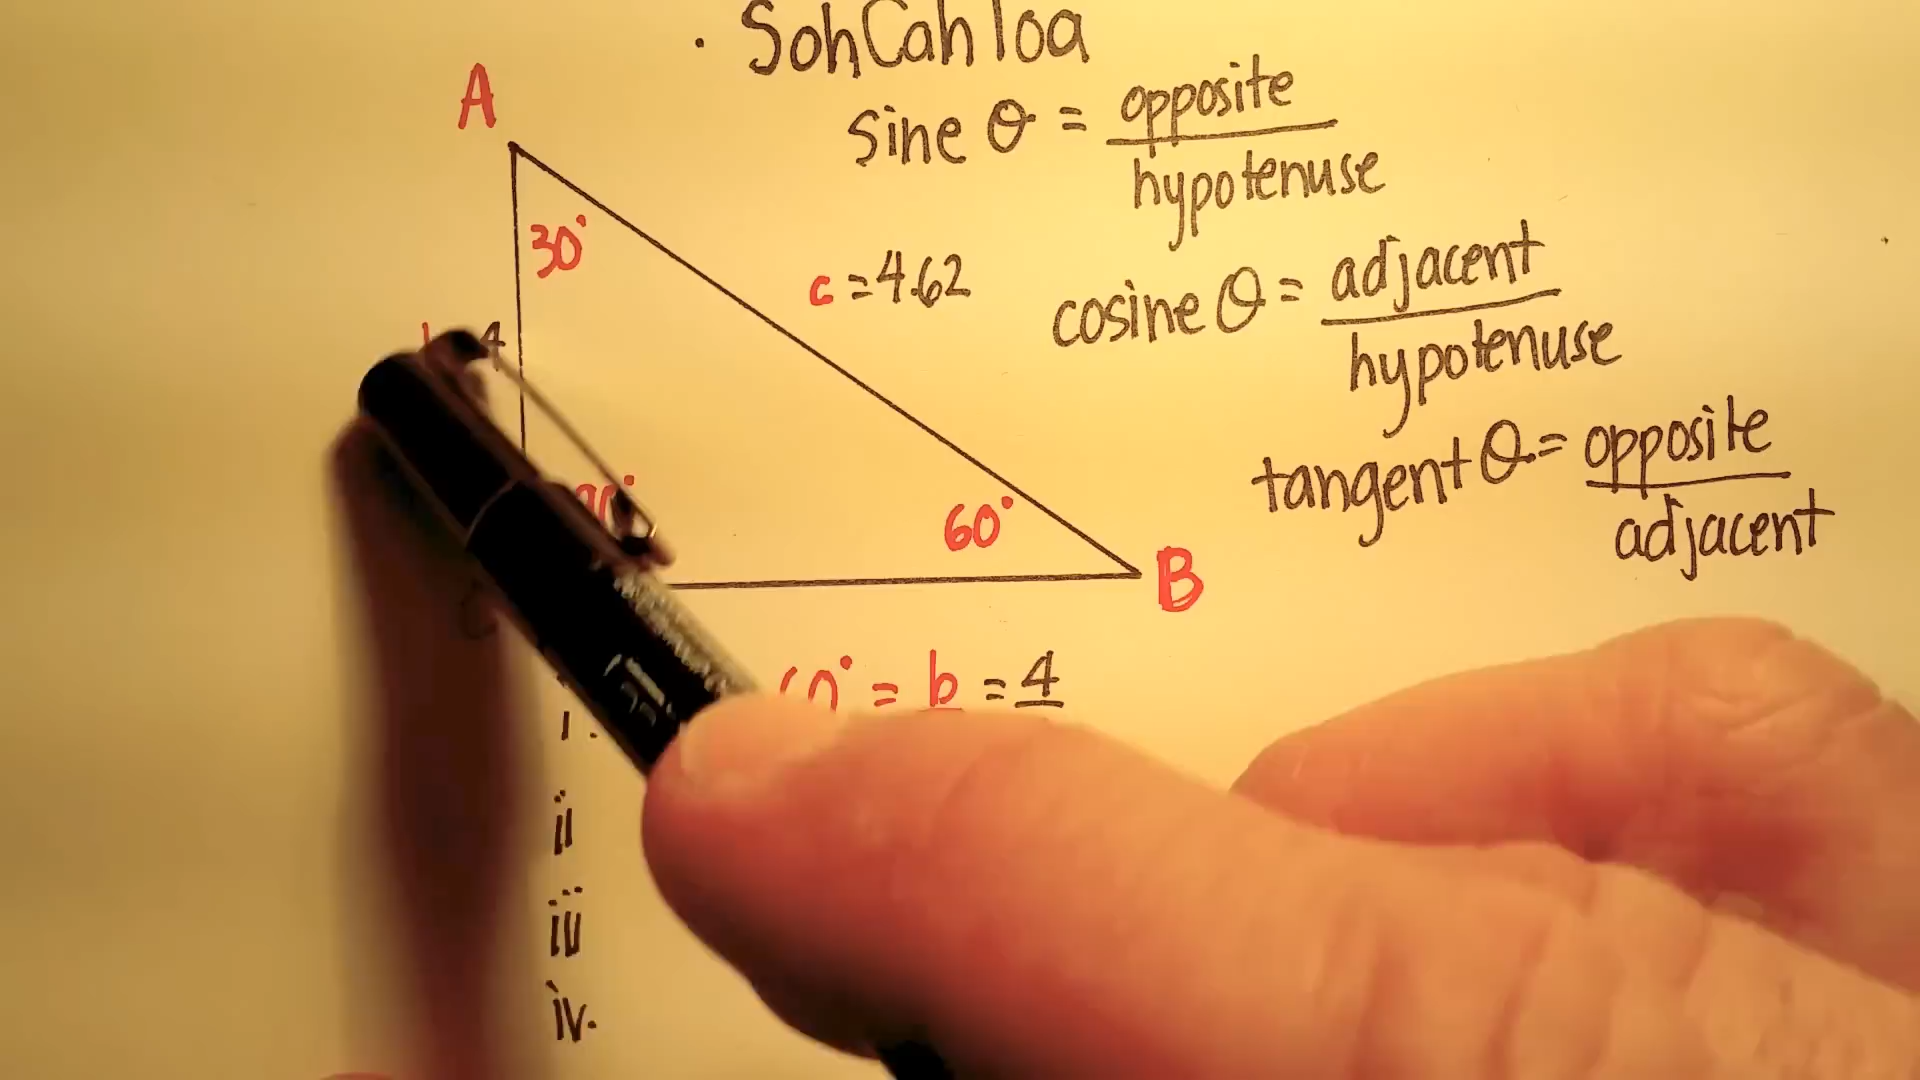 · SohCahToa
A
sine θ = opposite
hypotenuse
30°
c = 4.62
cosine θ = adjacent
hypotenuse
4
tangent θ = opposite
adjacent
90°
60°
B
= b = 4
i.
ii
iii
iv.